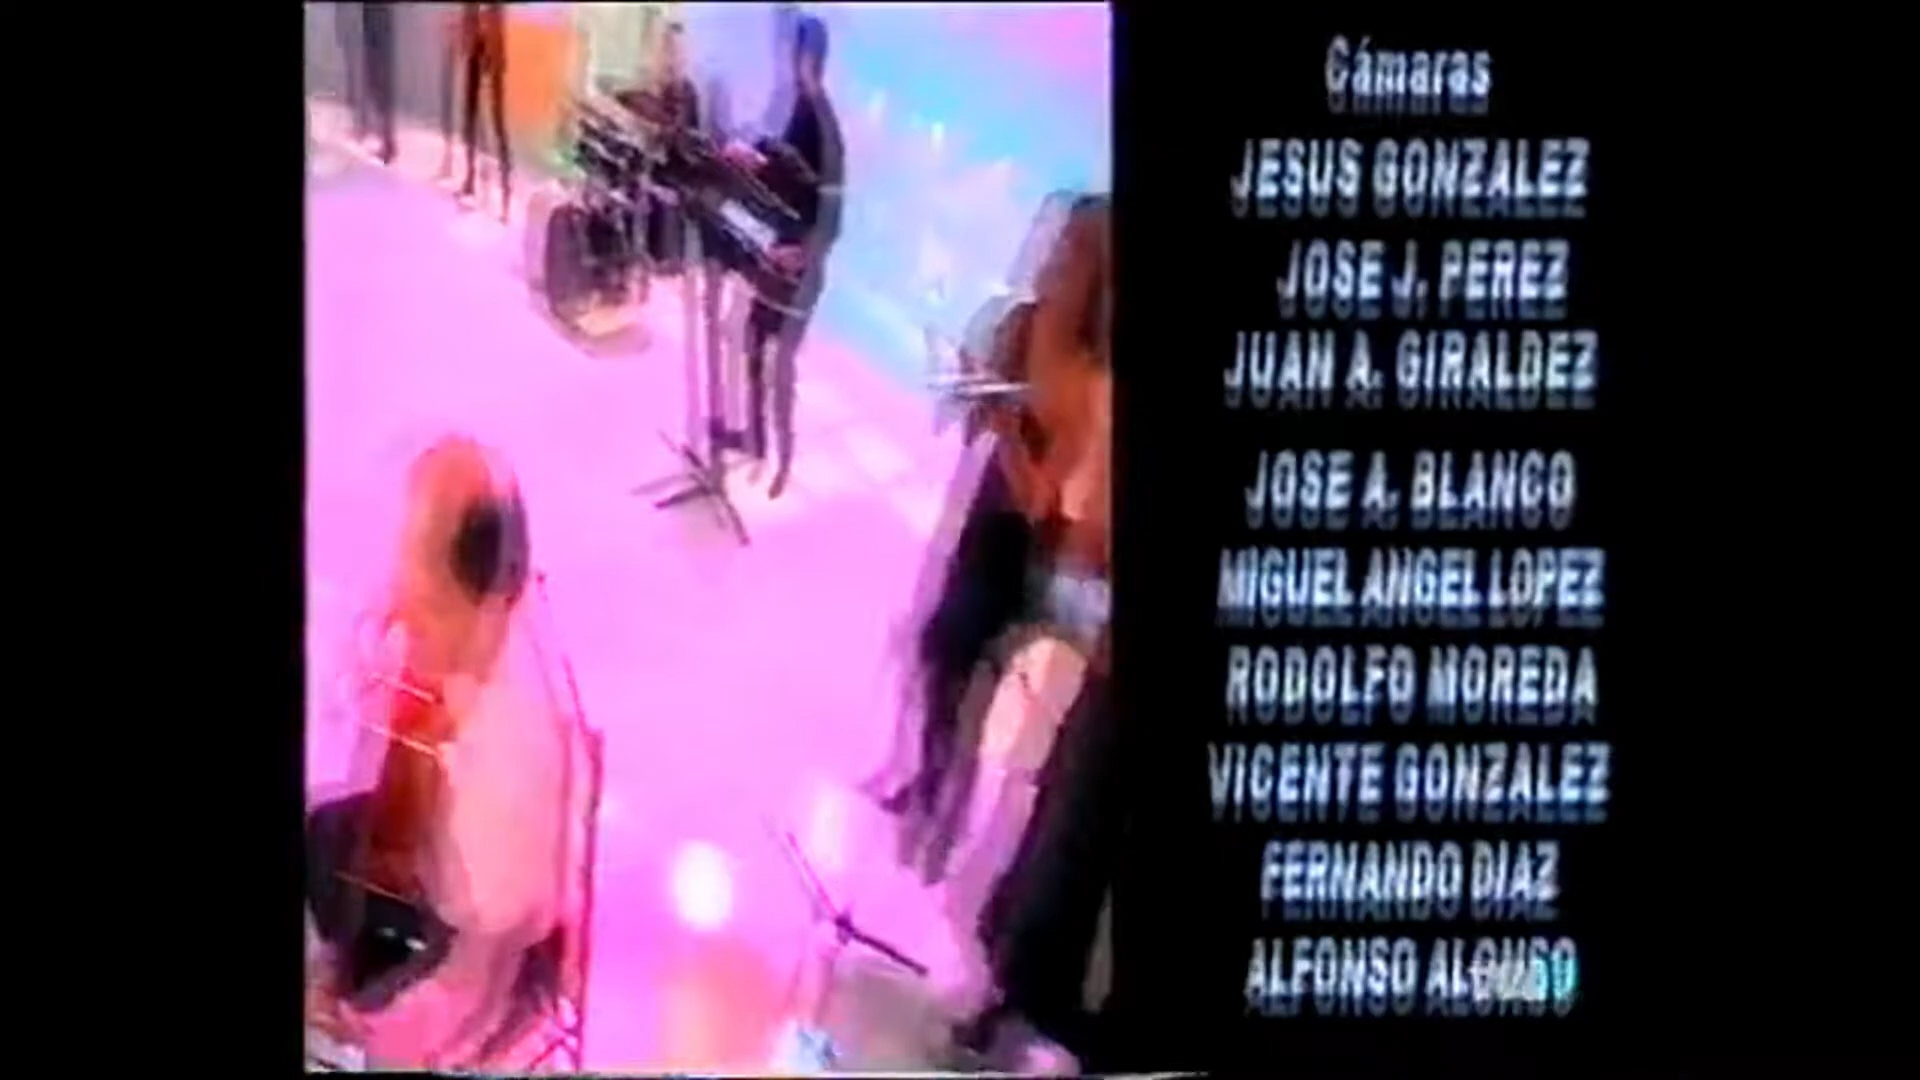 Cámaras
JESUS GONZALEZ
JOSE J. PEREZ
JUAN A. GIRALDEZ
JOSE A. BLANCO
MIGUEL ANGEL LOPEZ
RODOLFO MOREDA
VICENTE GONZALEZ
FERNANDO DIAZ
ALFONSO ALONSO